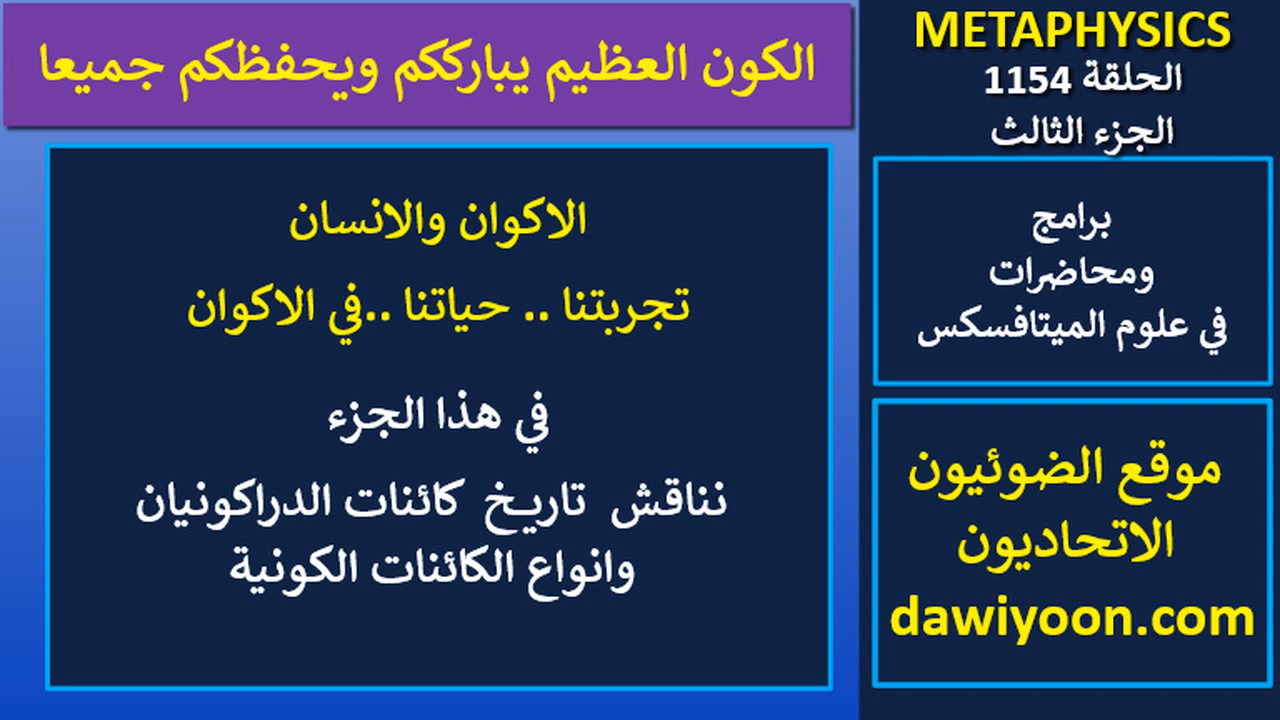 الكون العظيم يبارككم ويحفظكم جميعا
METAPHYSICS
الحلقة 1154
الجزء الثالث
الاكوان والانسان
تجربتنا .. حياتنا ..في الاكوان
في هذا الجزء
نناقش تاريخ كائنات الدراكونيان
وانواع الكائنات الكونية
برامج
ومحاضرات
في علوم الميتافسكس
موقع الضوئيون
الاتحاديون
dawiyoon.com